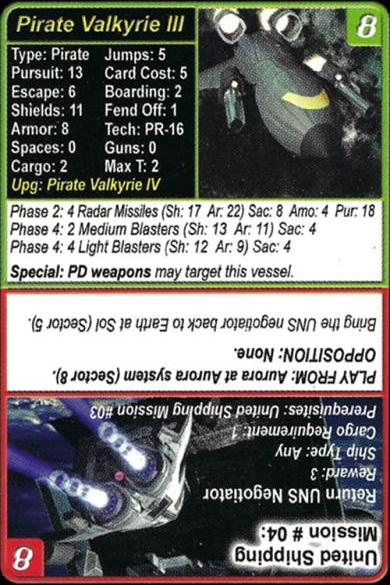 Pirate Valkyrie III
8
Type: Pirate Jumps: 5
Pursuit: 13 Card Cost: 5
Escape: 6 Boarding: 2
Shields: 11 Fend Off: 1
Armor: 8 Tech: PR-16
Spaces: 0 Guns: 0
Cargo: 2 Max T: 2
Upg: Pirate Valkyrie IV
Phase 2: 4 Radar Missiles (Sh: 17 Ar: 22) Sac: 8 Amo: 4 Pur: 18
Phase 4: 2 Medium Blasters (Sh: 13 Ar: 11) Sac: 4
Phase 4: 4 Light Blasters (Sh: 12 Ar: 9) Sac: 4
Special: PD weapons may target this vessel.
8
United Shipping
Mission # 04:
Return UNS Negotiator
Reward: 3
Ship Type: Any
Cargo Requirement: 1
Prerequisites: United Shipping Mission #03
PLAY FROM: Aurora at Aurora system (Sector 8).
OPPOSITION: None.
Bring the UNS negotiator back to Earth at Sol (Sector 5).